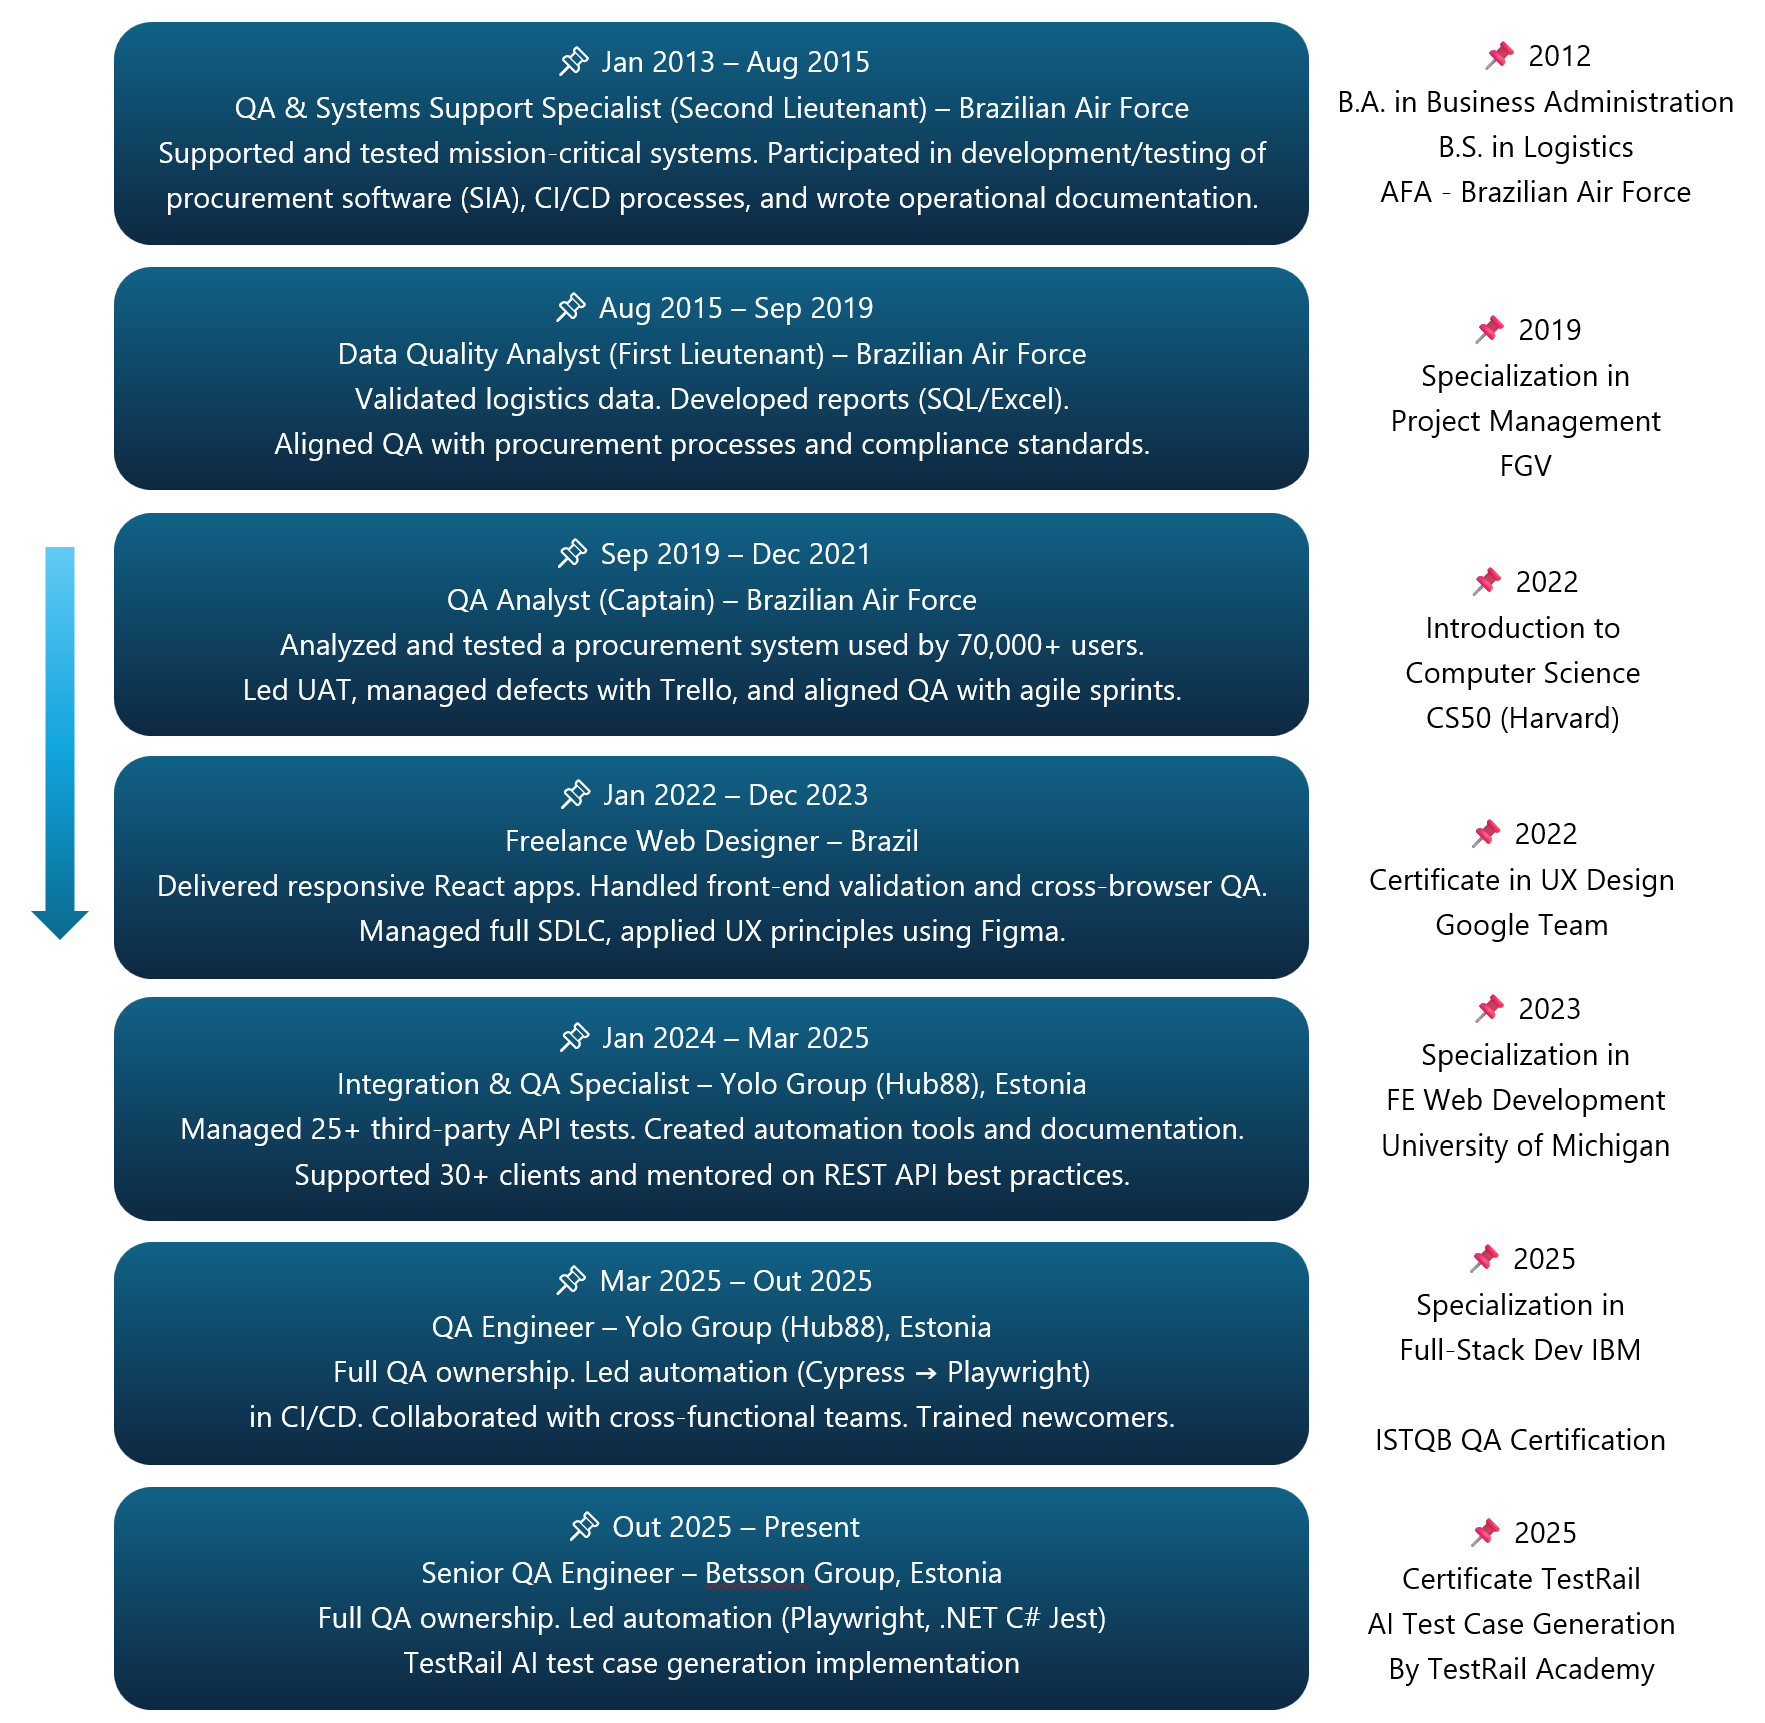 Jan 2013 – Aug 2015
QA & Systems Support Specialist (Second Lieutenant) – Brazilian Air Force
Supported and tested mission-critical systems. Participated in development/testing of
procurement software (SIA), CI/CD processes, and wrote operational documentation.
2012
B.A. in Business Administration
B.S. in Logistics
AFA - Brazilian Air Force
Aug 2015 – Sep 2019
Data Quality Analyst (First Lieutenant) – Brazilian Air Force
Validated logistics data. Developed reports (SQL/Excel).
Aligned QA with procurement processes and compliance standards.
2019
Specialization in
Project Management
FGV
Sep 2019 – Dec 2021
QA Analyst (Captain) – Brazilian Air Force
Analyzed and tested a procurement system used by 70,000+ users.
Led UAT, managed defects with Trello, and aligned QA with agile sprints.
2022
Introduction to
Computer Science
CS50 (Harvard)
Jan 2022 – Dec 2023
Freelance Web Designer – Brazil
Delivered responsive React apps. Handled front-end validation and cross-browser QA.
Managed full SDLC, applied UX principles using Figma.
2022
Certificate in UX Design
Google Team
Jan 2024 – Mar 2025
Integration & QA Specialist – Yolo Group (Hub88), Estonia
Managed 25+ third-party API tests. Created automation tools and documentation.
Supported 30+ clients and mentored on REST API best practices.
2023
Specialization in
FE Web Development
University of Michigan
Mar 2025 – Out 2025
QA Engineer – Yolo Group (Hub88), Estonia
Full QA ownership. Led automation (Cypress → Playwright)
in CI/CD. Collaborated with cross-functional teams. Trained newcomers.
2025
Specialization in
Full-Stack Dev IBM
ISTQB QA Certification
Out 2025 – Present
Senior QA Engineer – Betsson Group, Estonia
Full QA ownership. Led automation (Playwright, .NET C# Jest)
TestRail AI test case generation implementation
2025
Certificate TestRail
AI Test Case Generation
By TestRail Academy